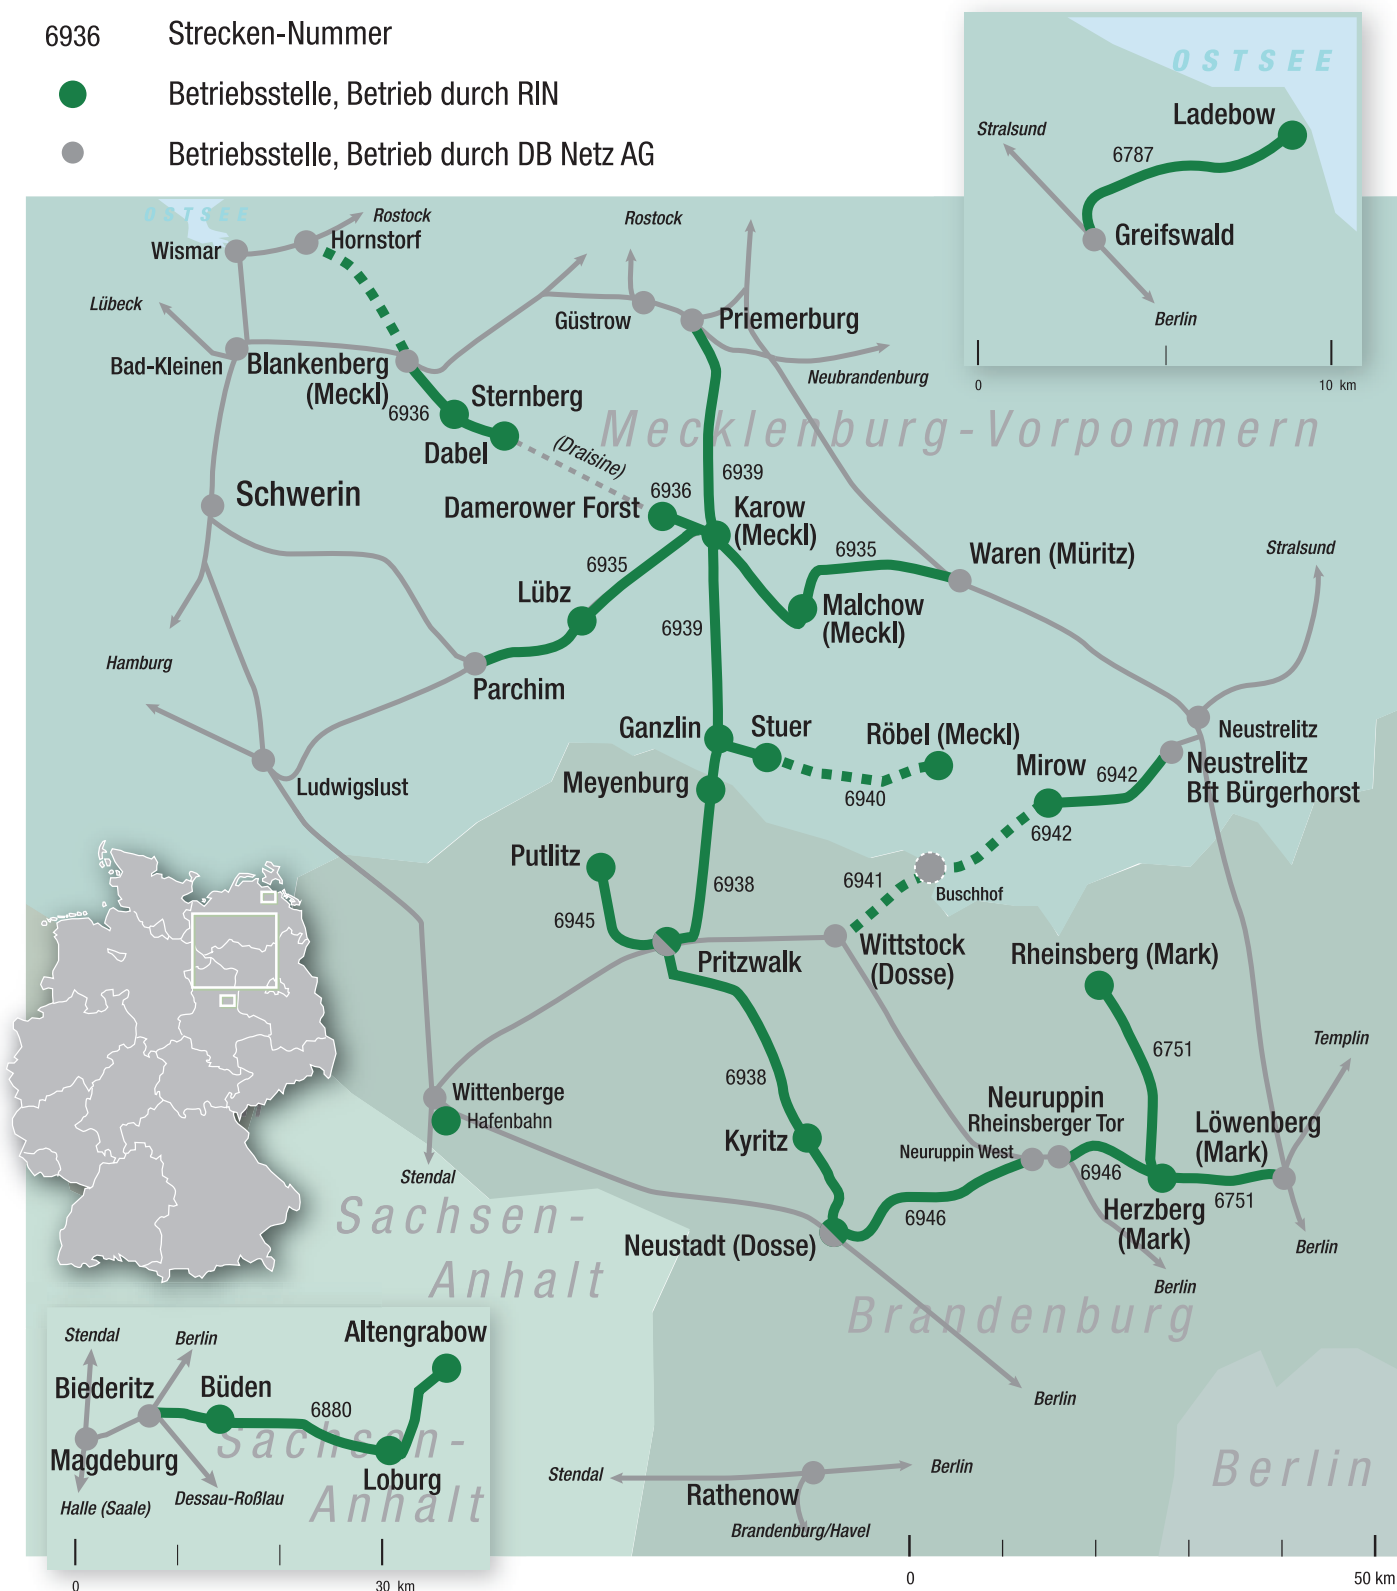 6936 Strecken-Nummer
Betriebsstelle, Betrieb durch RIN
Betriebsstelle, Betrieb durch DB Netz AG
OSTSEE
Ladebow
Stralsund
6787
Greifswald
Berlin
0
10 km
OSTSEE
Rostock
Wismar
Hornstorf
Rostock
Lübeck
Güstrow
Priemerburg
Bad-Kleinen
Blankenberg
(Meckl)
Neubrandenburg
6936
Sternberg
Dabel
(Draisine)
Mecklenburg-Vorpommern
6939
Schwerin
6936
Damerower Forst
Karow
(Meckl)
6935
Waren (Müritz)
Stralsund
6935
Lübz
Malchow
(Meckl)
6939
Hamburg
Parchim
Ganzlin
Stuer
Röbel (Meckl)
Neustrelitz
Mirow
6942
Neustrelitz
Bft Bürgerhorst
Meyenburg
Ludwigslust
6940
6942
Putlitz
6938
6941
Buschhof
6945
Pritzwalk
Wittstock
(Dosse)
Rheinsberg (Mark)
6751
Templin
6938
Wittenberge
Hafenbahn
Neuruppin
Rheinsberger Tor
Löwenberg
(Mark)
Kyritz
Neuruppin West
Stendal
6946
6751
Herzberg
(Mark)
6946
Sachsen-
Anhalt
Neustadt (Dosse)
Berlin
Berlin
Brandenburg
Berlin
Stendal
Berlin
Altengrabow
Biederitz
Büden
6880
Magdeburg
Sachsen-
Anhalt
Loburg
Halle (Saale)
Dessau-Roßlau
0
30 km
Stendal
Berlin
Rathenow
Brandenburg/Havel
Berlin
0
50 km